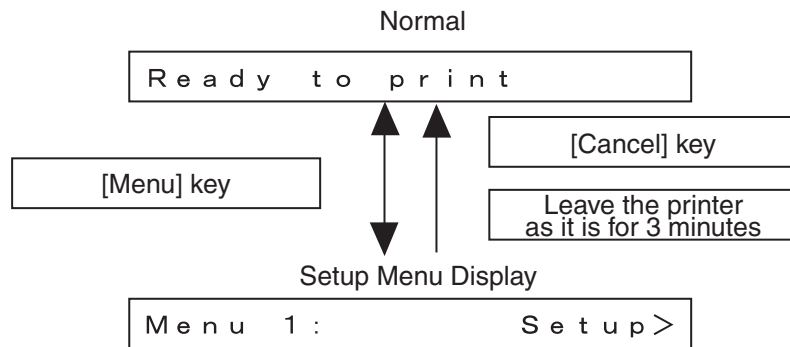 Normal
Ready to print
[Cancel] key
[Menu] key
Leave the printer
as it is for 3 minutes
Setup Menu Display
Menu 1: Setup>